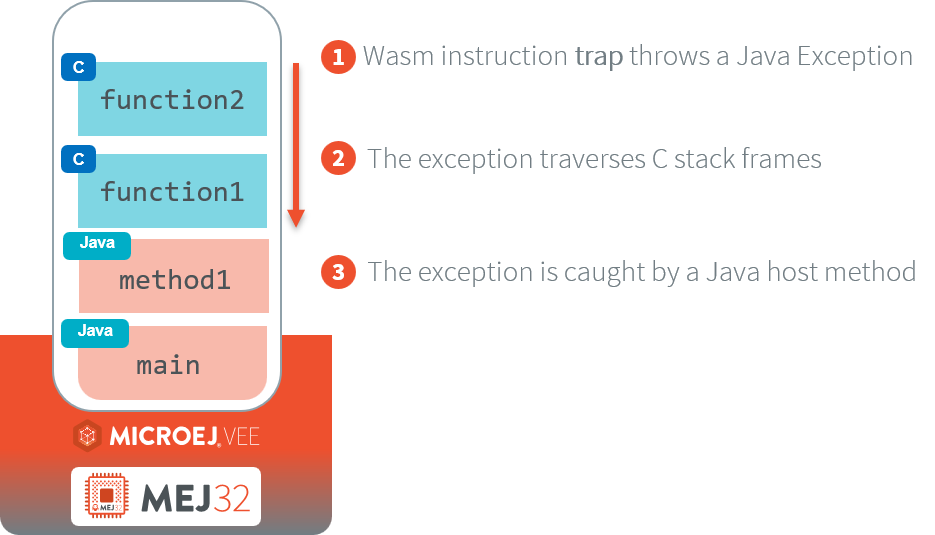 C
function2
C
function1
Java
method1
Java
main
MICROEJ® VEE
MEJ32
MEJ32
1 Wasm instruction trap throws a Java Exception
2 The exception traverses C stack frames
3 The exception is caught by a Java host method